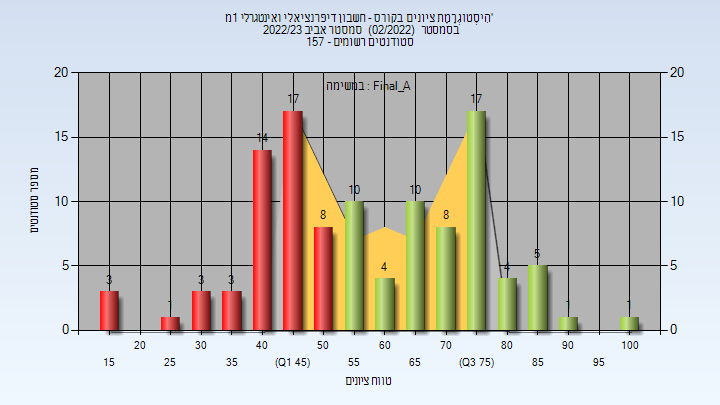 הִיסְטוֹגְרָמַת ציונים בקורס - חשבון דיפרנציאלי ואינטגרלי 1מ'
בסמסטר (02/2022) סמסטר אביב 2022/23
סטודנטים רשומים - 157
במשימה : Final_A
20 20
15 15
10 10
5 5
0 0
3 1 3 3 14 17 8 10 4 10 8 17 4 5 1 1
מספר סטודנטים
20 30 40 50 60 70 80 90 100
15 25 35 (Q1 45) 55 65 (Q3 75) 85 95
טווח ציונים